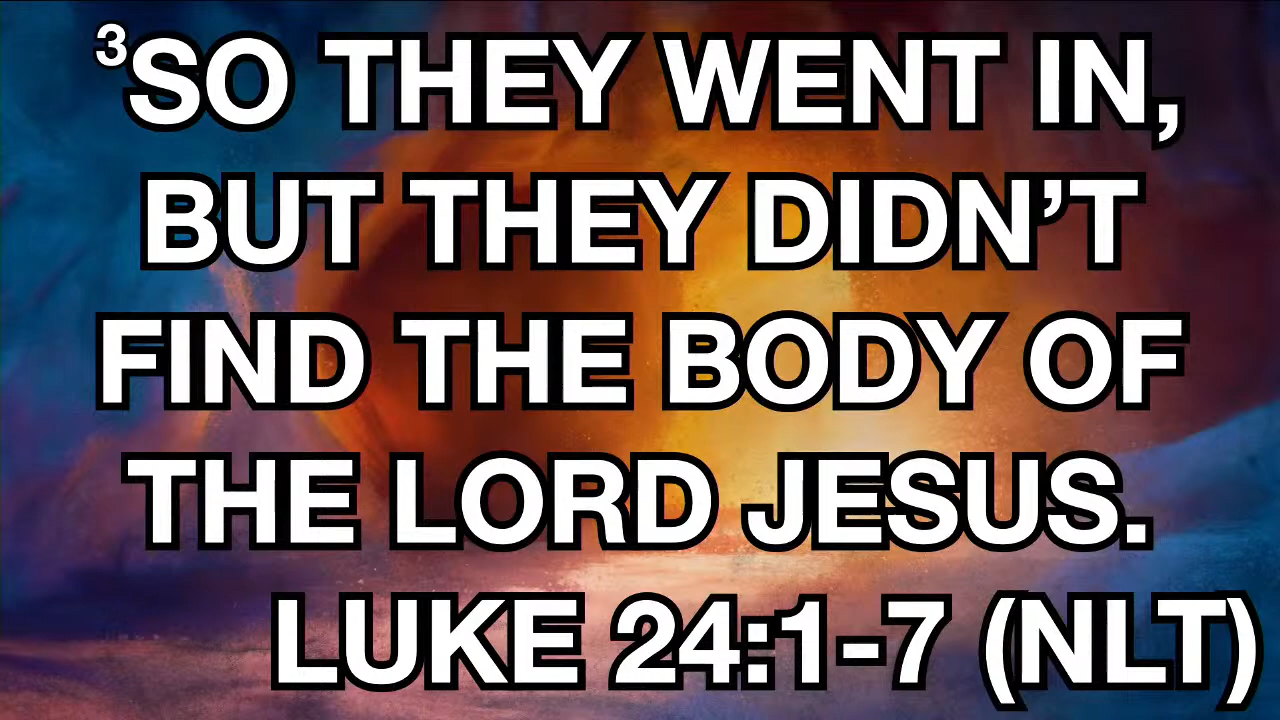 ³SO THEY WENT IN,
BUT THEY DIDN’T
FIND THE BODY OF
THE LORD JESUS.
LUKE 24:1-7 (NLT)